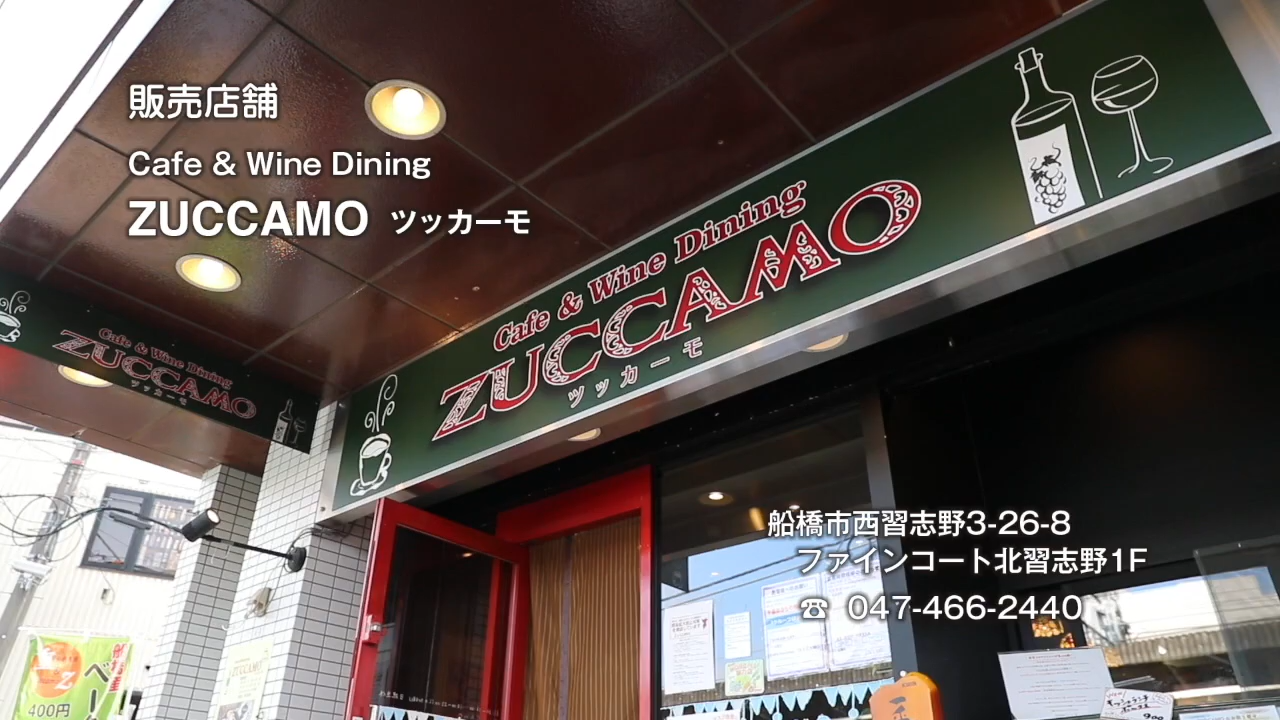 販売店舗
Cafe & Wine Dining
ZUCCAMO ツッカーモ
Cafe & Wine Dining
ZUCCAMO
ツッカーモ
Cafe & Wine Dining
ZUCCAMO
ツッカーモ
船橋市西習志野3-26-8
ファインコート北習志野1F
☎ 047-466-2440
ZUCCAMO
400円